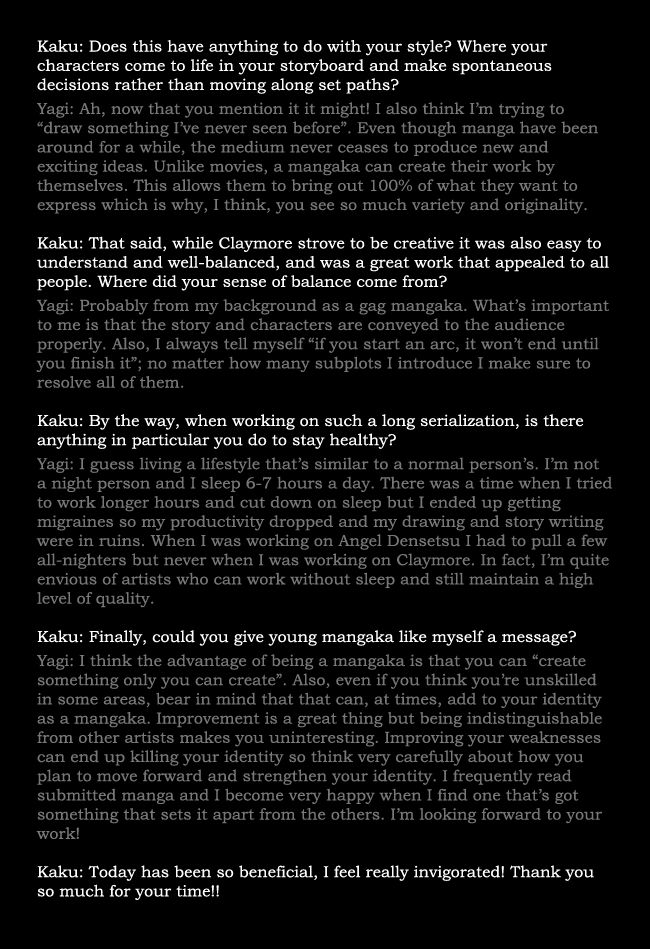 Kaku: Does this have anything to do with your style? Where your
characters come to life in your storyboard and make spontaneous
decisions rather than moving along set paths?
Yagi: Ah, now that you mention it it might! I also think I'm trying to
“draw something I've never seen before”. Even though manga have been
around for a while, the medium never ceases to produce new and
exciting ideas. Unlike movies, a mangaka can create their work by
themselves. This allows them to bring out 100% of what they want to
express which is why, I think, you see so much variety and originality.
Kaku: That said, while Claymore strove to be creative it was also easy to
understand and well-balanced, and was a great work that appealed to all
people. Where did your sense of balance come from?
Yagi: Probably from my background as a gag mangaka. What's important
to me is that the story and characters are conveyed to the audience
properly. Also, I always tell myself “if you start an arc, it won't end until
you finish it”; no matter how many subplots I introduce I make sure to
resolve all of them.
Kaku: By the way, when working on such a long serialization, is there
anything in particular you do to stay healthy?
Yagi: I guess living a lifestyle that's similar to a normal person's. I'm not
a night person and I sleep 6-7 hours a day. There was a time when I tried
to work longer hours and cut down on sleep but I ended up getting
migraines so my productivity dropped and my drawing and story writing
were in ruins. When I was working on Angel Densetsu I had to pull a few
all-nighters but never when I was working on Claymore. In fact, I'm quite
envious of artists who can work without sleep and still maintain a high
level of quality.
Kaku: Finally, could you give young mangaka like myself a message?
Yagi: I think the advantage of being a mangaka is that you can “create
something only you can create”. Also, even if you think you're unskilled
in some areas, bear in mind that that can, at times, add to your identity
as a mangaka. Improvement is a great thing but being indistinguishable
from other artists makes you uninteresting. Improving your weaknesses
can end up killing your identity so think very carefully about how you
plan to move forward and strengthen your identity. I frequently read
submitted manga and I become very happy when I find one that's got
something that sets it apart from the others. I'm looking forward to your
work!
Kaku: Today has been so beneficial, I feel really invigorated! Thank you
so much for your time!!